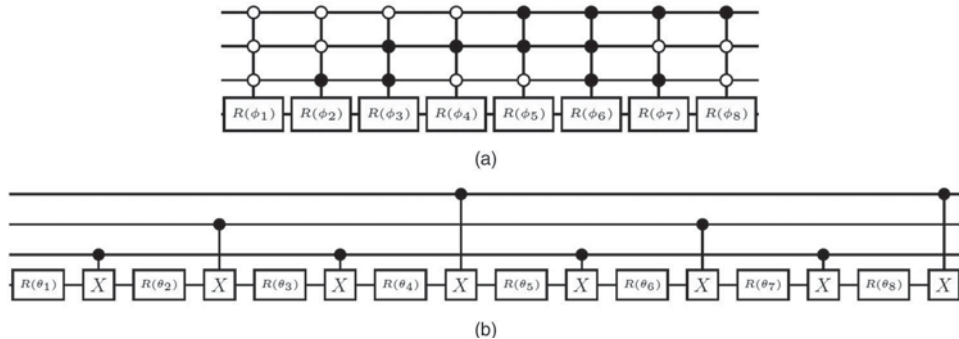 R(ϕ₁) R(ϕ₂) R(ϕ₃) R(ϕ₄) R(ϕ₅) R(ϕ₆) R(ϕ₇) R(ϕ₈)
(a)
R(θ₁) X R(θ₂) X R(θ₃) X R(θ₄) X R(θ₅) X R(θ₆) X R(θ₇) X R(θ₈) X
(b)